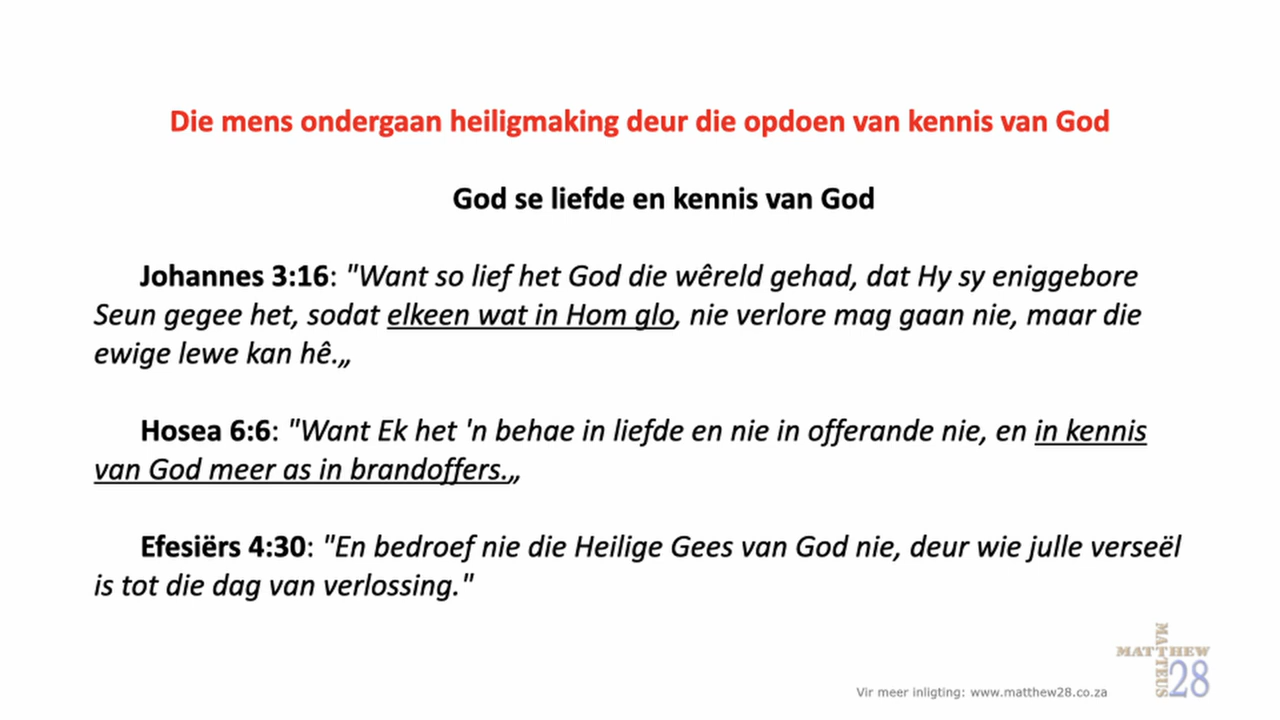 Die mens ondergaan heiligmaking deur die opdoen van kennis van God
God se liefde en kennis van God
Johannes 3:16: "Want so lief het God die wêreld gehad, dat Hy sy eniggebore
Seun gegee het, sodat elkeen wat in Hom glo, nie verlore mag gaan nie, maar die
ewige lewe kan hê.„
Hosea 6:6: "Want Ek het 'n behae in liefde en nie in offerande nie, en in kennis
van God meer as in brandoffers.„
Efesiërs 4:30: "En bedroef nie die Heilige Gees van God nie, deur wie julle verseël
is tot die dag van verlossing."
Vir meer inligting: www.matthew28.co.za
MATTHEW
MATTEUS
28